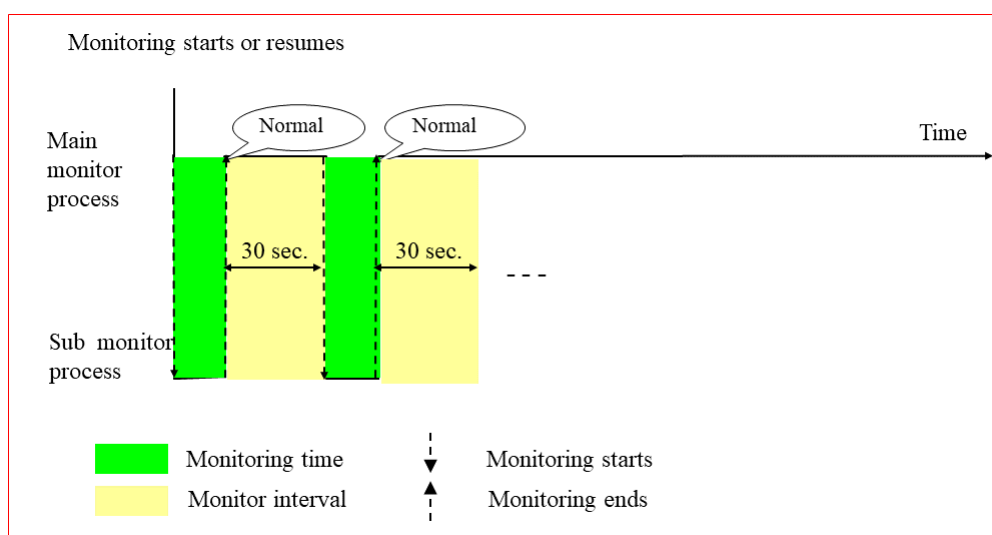 Monitoring starts or resumes
Normal
Normal
Time
Main
monitor
process
30 sec.
30 sec.
Sub monitor
process
Monitoring time
Monitoring starts
Monitor interval
Monitoring ends